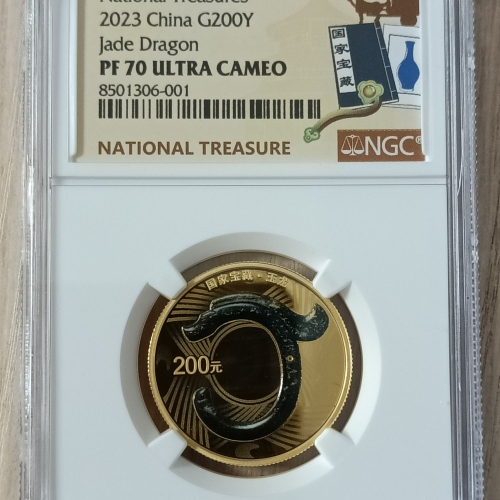 National Treasures
2023 China G200Y
Jade Dragon
PF 70 ULTRA CAMEO
8501306-001
NATIONAL TREASURE
国家宝藏
NGC®
国家宝藏·玉龙
200元